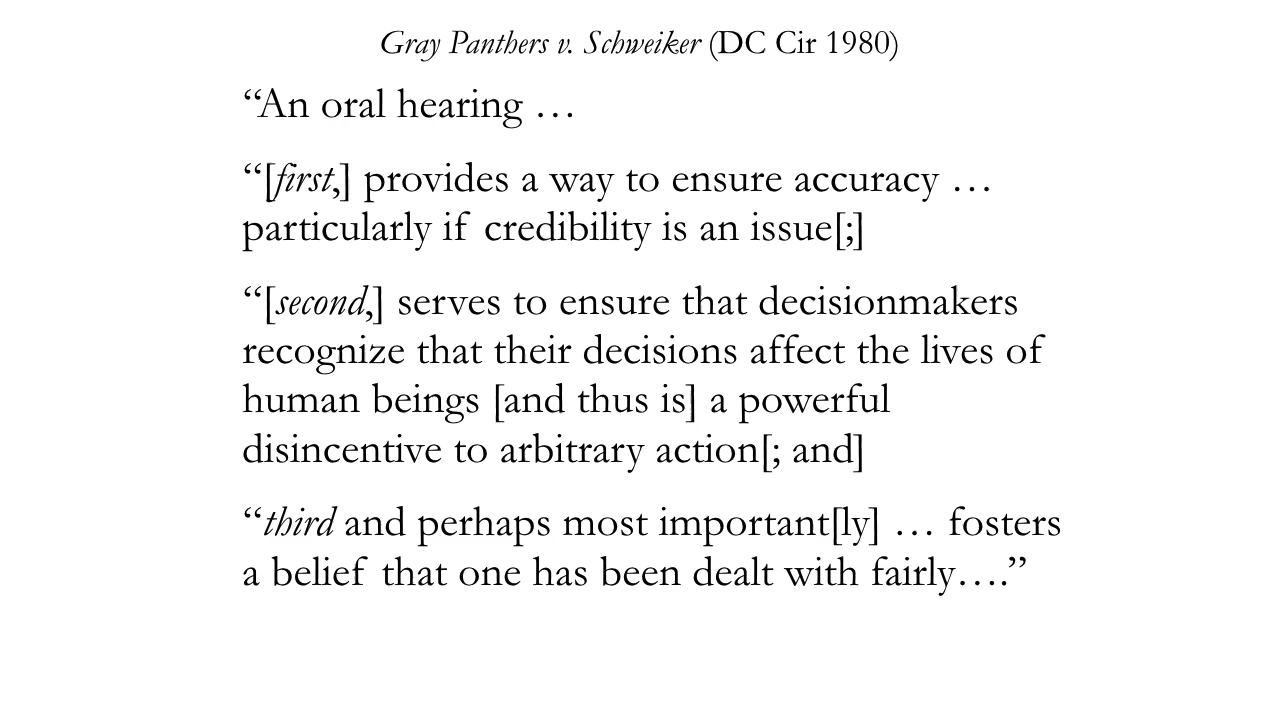 Gray Panthers v. Schweiker (DC Cir 1980)
“An oral hearing …
“[first,] provides a way to ensure accuracy …
particularly if credibility is an issue[;]
“[second,] serves to ensure that decisionmakers
recognize that their decisions affect the lives of
human beings [and thus is] a powerful
disincentive to arbitrary action[; and]
“third and perhaps most important[ly] … fosters
a belief that one has been dealt with fairly….”